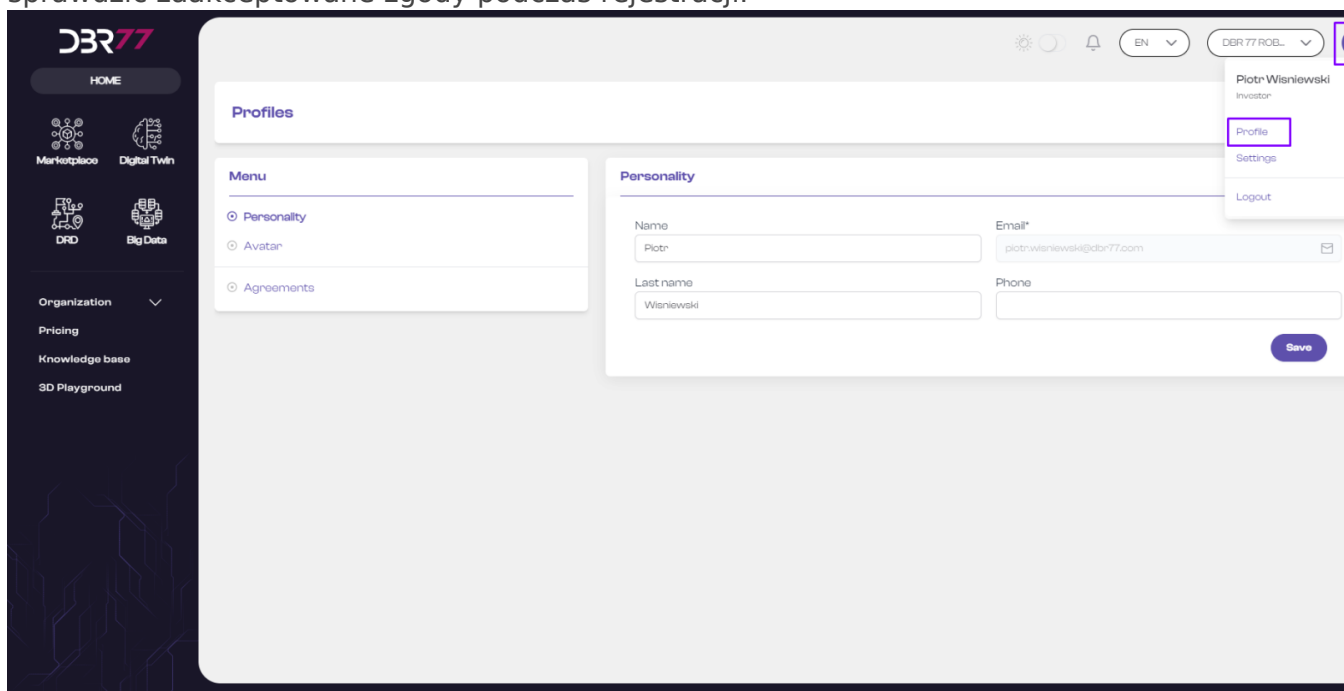 sprawdzić zaakceptowane zgody podczas rejestracji.
DBR77
HOME
Marketplace
Digital Twin
DRD
Big Data
Organization
Pricing
Knowledge base
3D Playground
EN
DBR 77 ROB...
Piotr Wisniewski
Investor
Profile
Settings
Logout
Profiles
Menu
Personality
Avatar
Agreements
Personality
Name
Piotr
Email*
piotr.wisniewski@dbr77.com
Last name
Wisniewski
Phone
Save